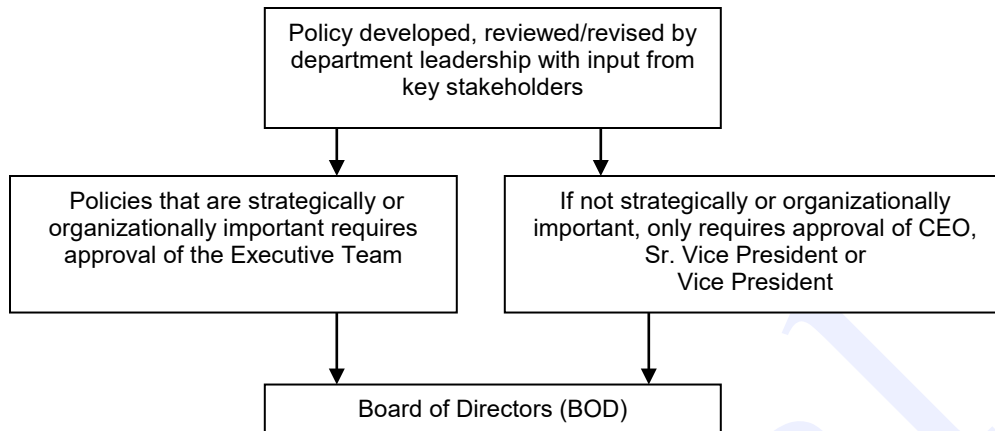 Policy developed, reviewed/revised by
department leadership with input from
key stakeholders
Policies that are strategically or
organizationally important requires
approval of the Executive Team
If not strategically or organizationally
important, only requires approval of CEO,
Sr. Vice President or
Vice President
Board of Directors (BOD)